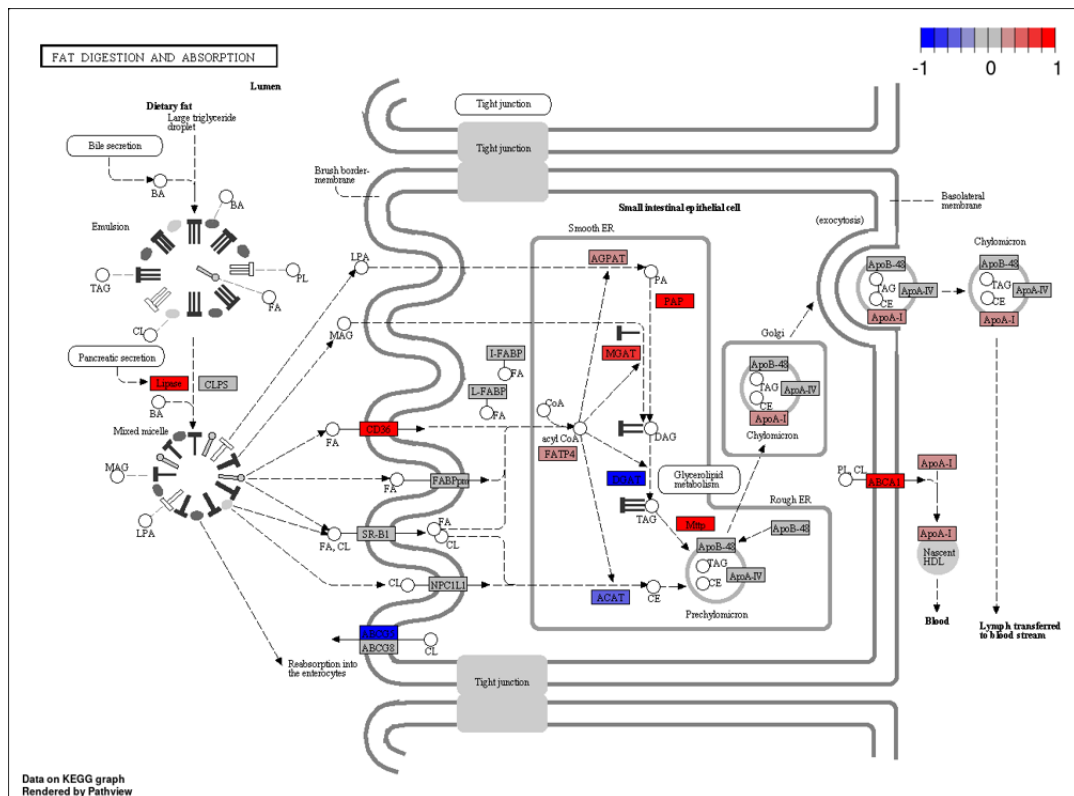 FAT DIGESTION AND ABSORPTION
-1
0
1
Lumen
Dietary fat
Large triglyceride
droplet
Bile secretion
BA
BA
Emulsion
TAG
PL
FA
CL
Pancreatic secretion
Lipase
CLPS
BA
Mixed micelle
MAG
LPA
Reabsorption into
the enterocytes
Tight junction
Tight junction
Brush border-
membrane
Small intestinal epithelial cell
Basolateral
membrane
(exocytosis)
Smooth ER
LPA
AGPAT
PA
PAP
MAG
MGAT
I-FABP
FA
L-FABP
FA
CoA
acyl CoA
FATP4
DAG
FA
CD36
FA
FABPpm
DGAT
Glycerolipid
metabolism
TAG
Rough ER
Mttp
FA, CL
SR-B1
FA
CL
ApoB-48
ApoB-48
TAG
CE
ApoA-IV
Prechylomicron
CL
NPC1L1
ACAT
CE
ABCG5
ABCG8
CL
Golgi
ApoB-48
TAG
CE
ApoA-IV
ApoA-I
Chylomicron
ApoB-48
TAG
CE
ApoA-IV
ApoA-I
Chylomicron
ApoB-48
TAG
CE
ApoA-IV
ApoA-I
PL, CL
ABCA1
ApoA-I
ApoA-I
Nascent
HDL
Blood
Lymph transferred
to blood stream
Tight junction
Data on KEGG graph
Rendered by Pathview